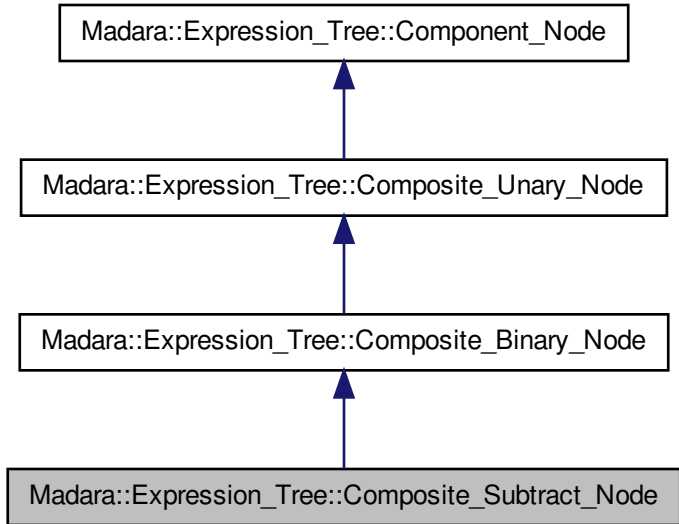 Madara::Expression_Tree::Component_Node
Madara::Expression_Tree::Composite_Unary_Node
Madara::Expression_Tree::Composite_Binary_Node
Madara::Expression_Tree::Composite_Subtract_Node